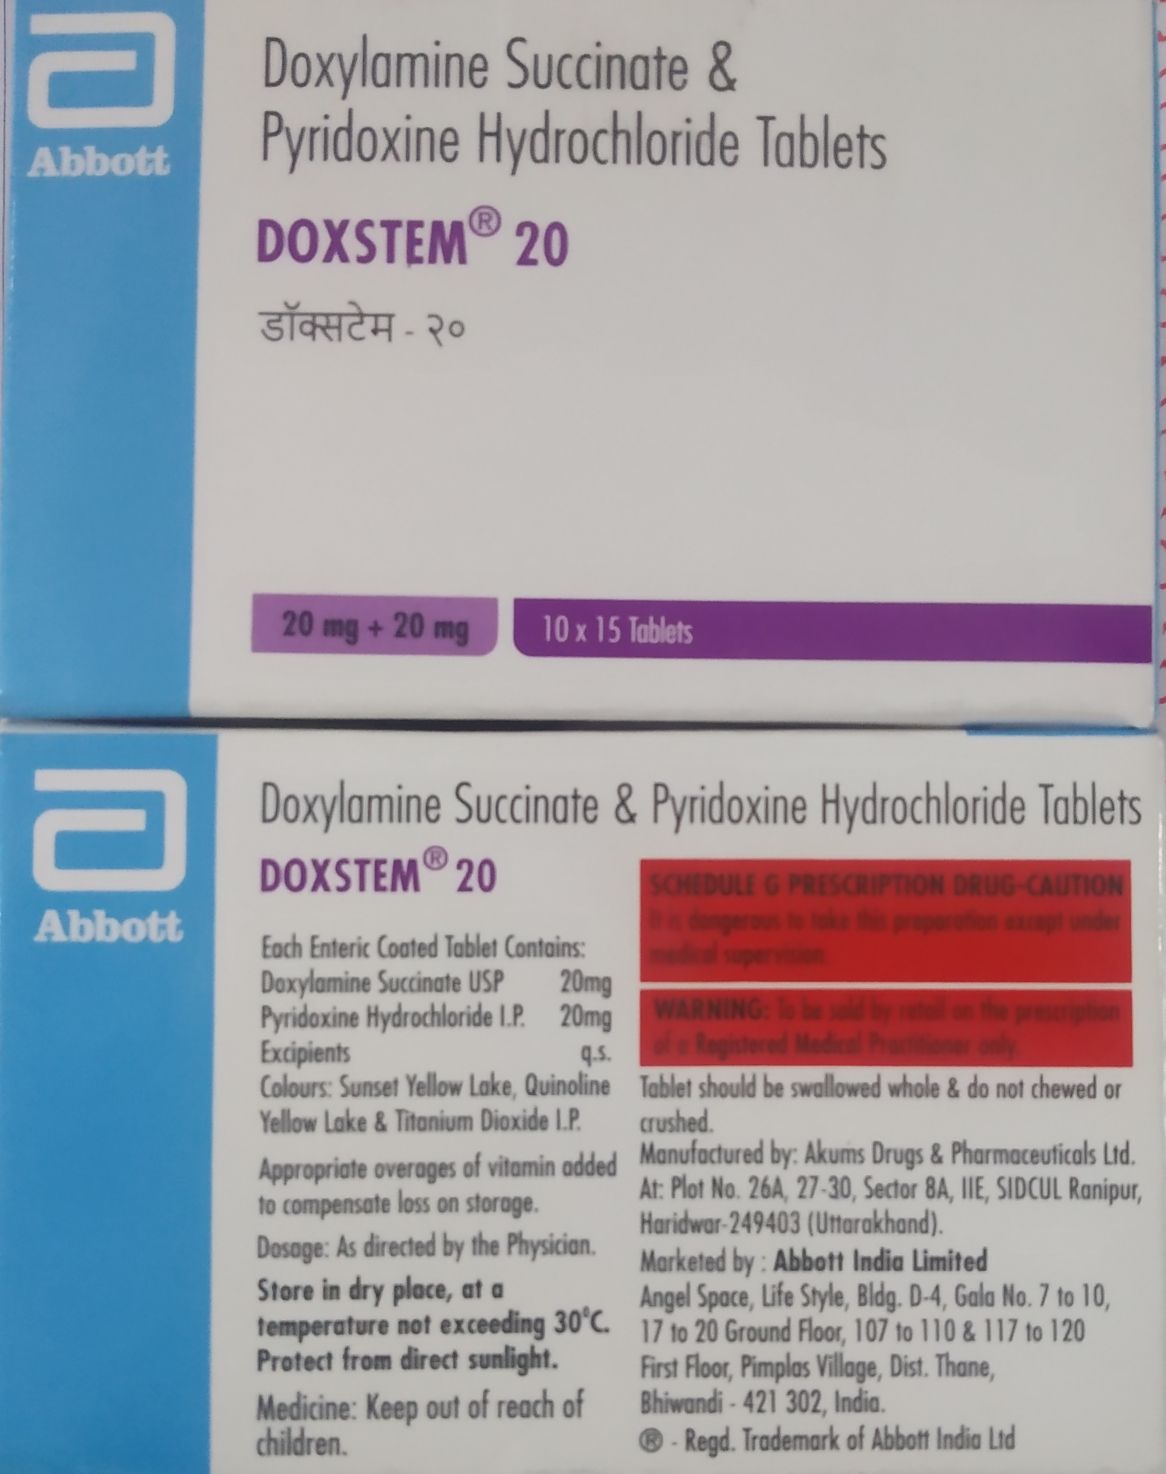 Abbott
Doxylamine Succinate &
Pyridoxine Hydrochloride Tablets
DOXSTEM® 20
डॉक्सटेम - २०
20 mg + 20 mg
10 x 15 Tablets
Abbott
Doxylamine Succinate & Pyridoxine Hydrochloride Tablets
DOXSTEM® 20
Each Enteric Coated Tablet Contains:
Doxylamine Succinate USP 20mg
Pyridoxine Hydrochloride I.P. 20mg
Excipients q.s.
Colours: Sunset Yellow Lake, Quinoline
Yellow Lake & Titanium Dioxide I.P.
Appropriate overages of vitamin added
to compensate loss on storage.
Dosage: As directed by the Physician.
Store in dry place, at a
temperature not exceeding 30°C.
Protect from direct sunlight.
Medicine: Keep out of reach of
children.
SCHEDULE G PRESCRIPTION DRUG-CAUTION
It is dangerous to take this preparation except under
medical supervision
WARNING: To be sold by retail on the prescription
of a Registered Medical Practitioner only.
Tablet should be swallowed whole & do not chewed or
crushed.
Manufactured by: Akums Drugs & Pharmaceuticals Ltd.
At: Plot No. 26A, 27-30, Sector 8A, IIE, SIDCUL Ranipur,
Haridwar-249403 (Uttarakhand).
Marketed by : Abbott India Limited
Angel Space, Life Style, Bldg. D-4, Gala No. 7 to 10,
17 to 20 Ground Floor, 107 to 110 & 117 to 120
First Floor, Pimplas Village, Dist. Thane,
Bhiwandi - 421 302, India.
® - Regd. Trademark of Abbott India Ltd